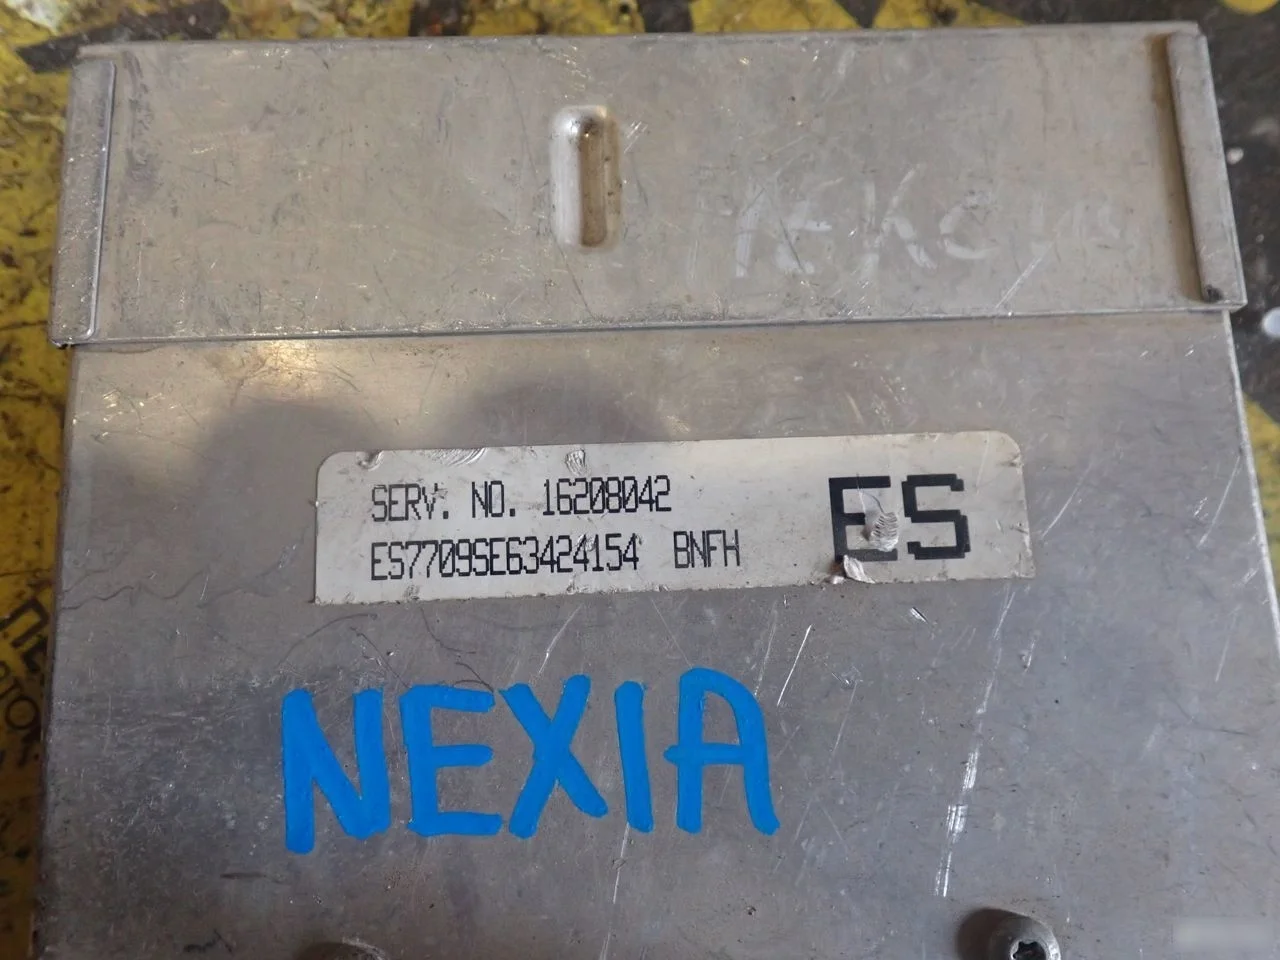 SERV. NO. 16208042
ES7709SE63424154 BNFH
ES
NEXIA